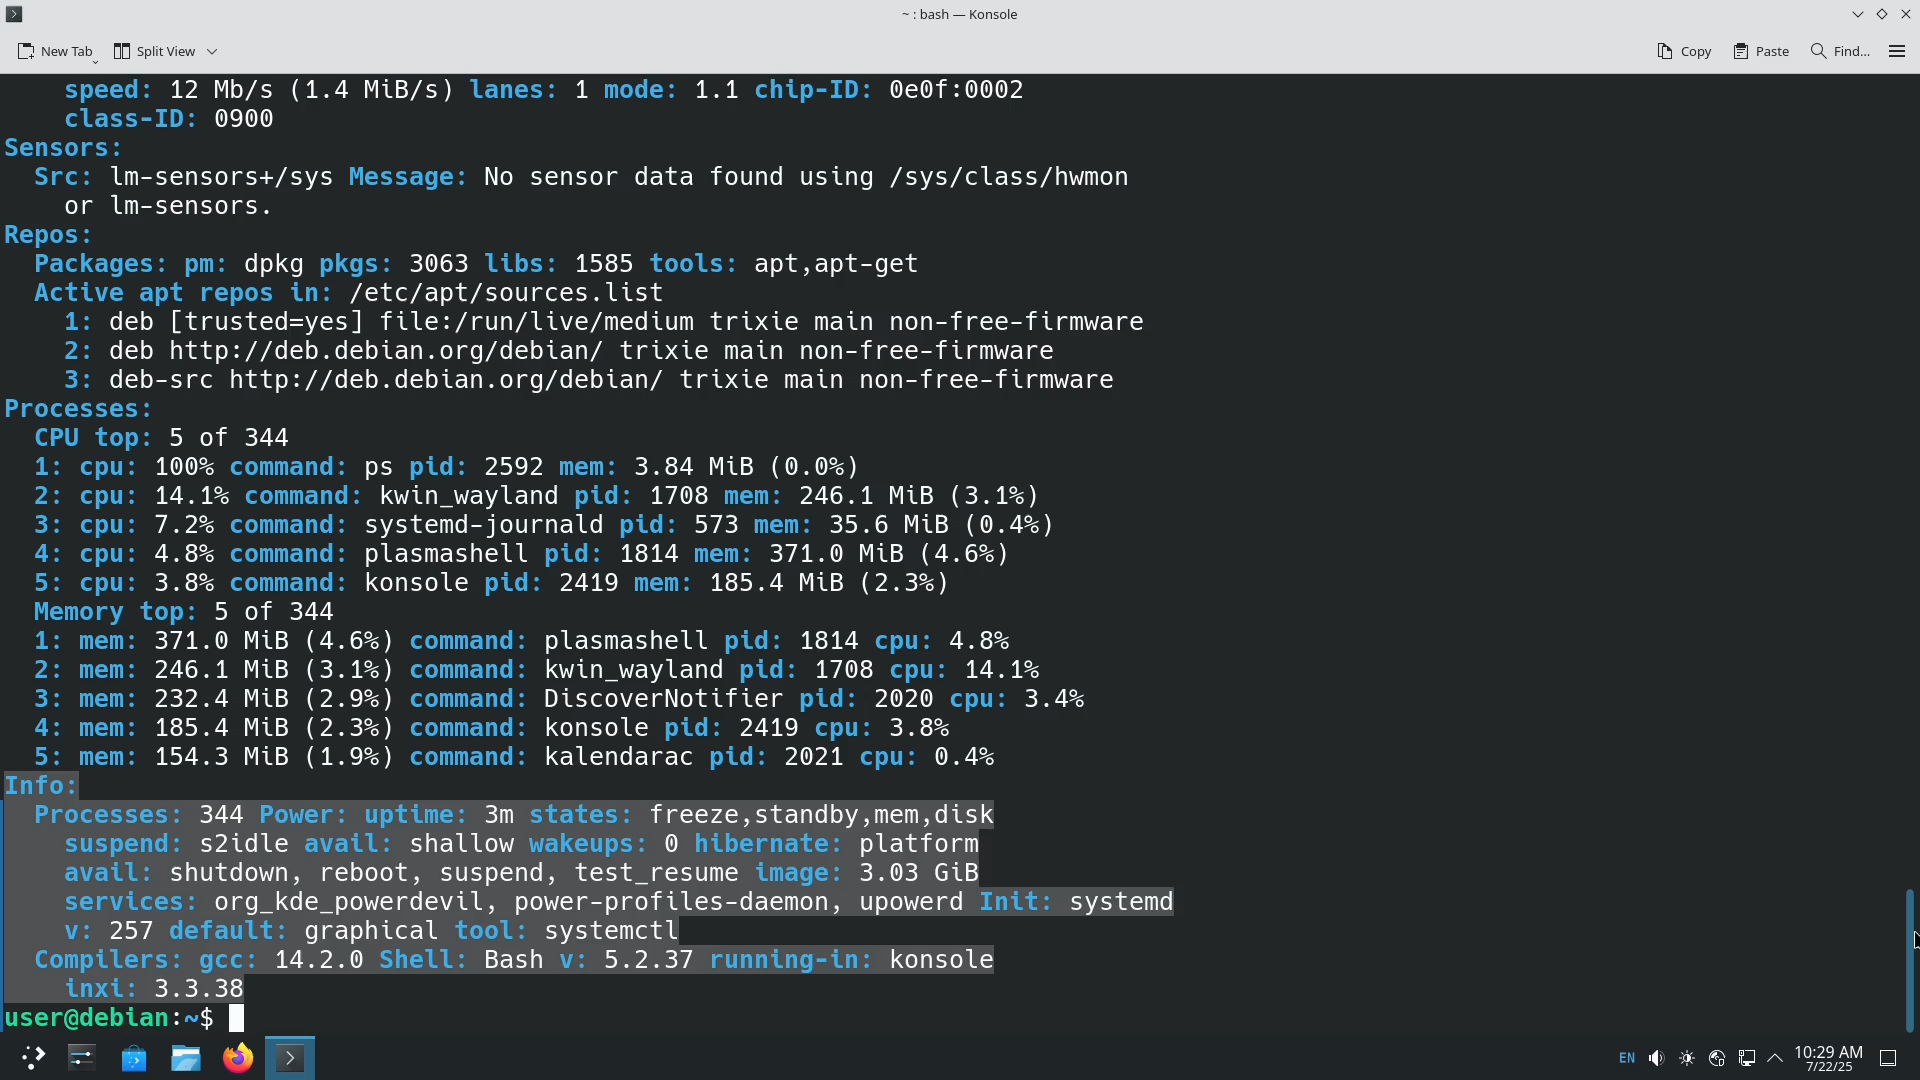 ~ : bash — Konsole
New Tab Split View Copy Paste Find...
speed: 12 Mb/s (1.4 MiB/s) lanes: 1 mode: 1.1 chip-ID: 0e0f:0002
class-ID: 0900
Sensors:
Src: lm-sensors+/sys Message: No sensor data found using /sys/class/hwmon
or lm-sensors.
Repos:
Packages: pm: dpkg pkgs: 3063 libs: 1585 tools: apt,apt-get
Active apt repos in: /etc/apt/sources.list
1: deb [trusted=yes] file:/run/live/medium trixie main non-free-firmware
2: deb http://deb.debian.org/debian/ trixie main non-free-firmware
3: deb-src http://deb.debian.org/debian/ trixie main non-free-firmware
Processes:
CPU top: 5 of 344
1: cpu: 100% command: ps pid: 2592 mem: 3.84 MiB (0.0%)
2: cpu: 14.1% command: kwin_wayland pid: 1708 mem: 246.1 MiB (3.1%)
3: cpu: 7.2% command: systemd-journald pid: 573 mem: 35.6 MiB (0.4%)
4: cpu: 4.8% command: plasmashell pid: 1814 mem: 371.0 MiB (4.6%)
5: cpu: 3.8% command: konsole pid: 2419 mem: 185.4 MiB (2.3%)
Memory top: 5 of 344
1: mem: 371.0 MiB (4.6%) command: plasmashell pid: 1814 cpu: 4.8%
2: mem: 246.1 MiB (3.1%) command: kwin_wayland pid: 1708 cpu: 14.1%
3: mem: 232.4 MiB (2.9%) command: DiscoverNotifier pid: 2020 cpu: 3.4%
4: mem: 185.4 MiB (2.3%) command: konsole pid: 2419 cpu: 3.8%
5: mem: 154.3 MiB (1.9%) command: kalendarac pid: 2021 cpu: 0.4%
Info:
Processes: 344 Power: uptime: 3m states: freeze,standby,mem,disk
suspend: s2idle avail: shallow wakeups: 0 hibernate: platform
avail: shutdown, reboot, suspend, test_resume image: 3.03 GiB
services: org_kde_powerdevil, power-profiles-daemon, upowerd Init: systemd
v: 257 default: graphical tool: systemctl
Compilers: gcc: 14.2.0 Shell: Bash v: 5.2.37 running-in: konsole
inxi: 3.3.38
user@debian:~$
EN 10:29 AM
7/22/25